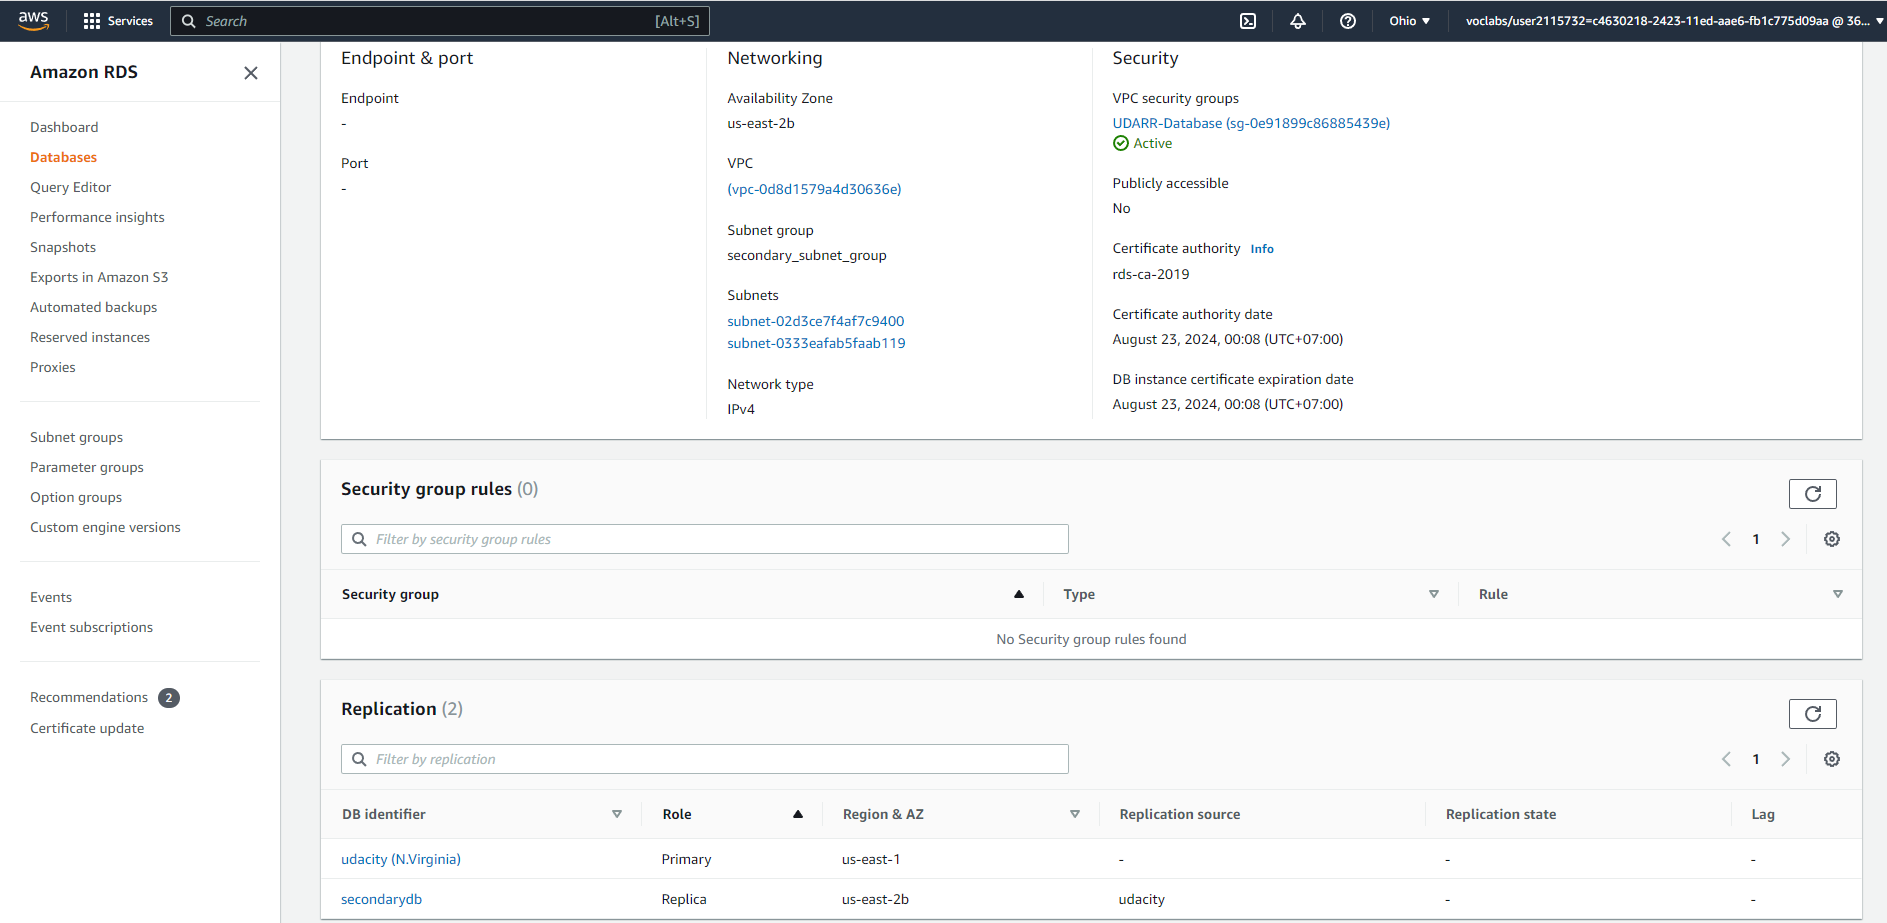 aws
Services
Search
[Alt+S]
Ohio
voclabs/user2115732=c4630218-2423-11ed-aae6-fb1c775d09aa @ 36...
Amazon RDS
Dashboard
Databases
Query Editor
Performance insights
Snapshots
Exports in Amazon S3
Automated backups
Reserved instances
Proxies
Subnet groups
Parameter groups
Option groups
Custom engine versions
Events
Event subscriptions
Recommendations 2
Certificate update
Endpoint & port
Endpoint
-
Port
-
Networking
Availability Zone
us-east-2b
VPC
(vpc-0d8d1579a4d30636e)
Subnet group
secondary_subnet_group
Subnets
subnet-02d3ce7f4af7c9400
subnet-0333eafab5faab119
Network type
IPv4
Security
VPC security groups
UDARR-Database (sg-0e91899c86885439e)
Active
Publicly accessible
No
Certificate authority Info
rds-ca-2019
Certificate authority date
August 23, 2024, 00:08 (UTC+07:00)
DB instance certificate expiration date
August 23, 2024, 00:08 (UTC+07:00)
Security group rules (0)
Filter by security group rules
1
Security group Type Rule
No Security group rules found
Replication (2)
Filter by replication
1
DB identifier Role Region & AZ Replication source Replication state Lag
udacity (N.Virginia) Primary us-east-1 - - -
secondarydb Replica us-east-2b udacity - -